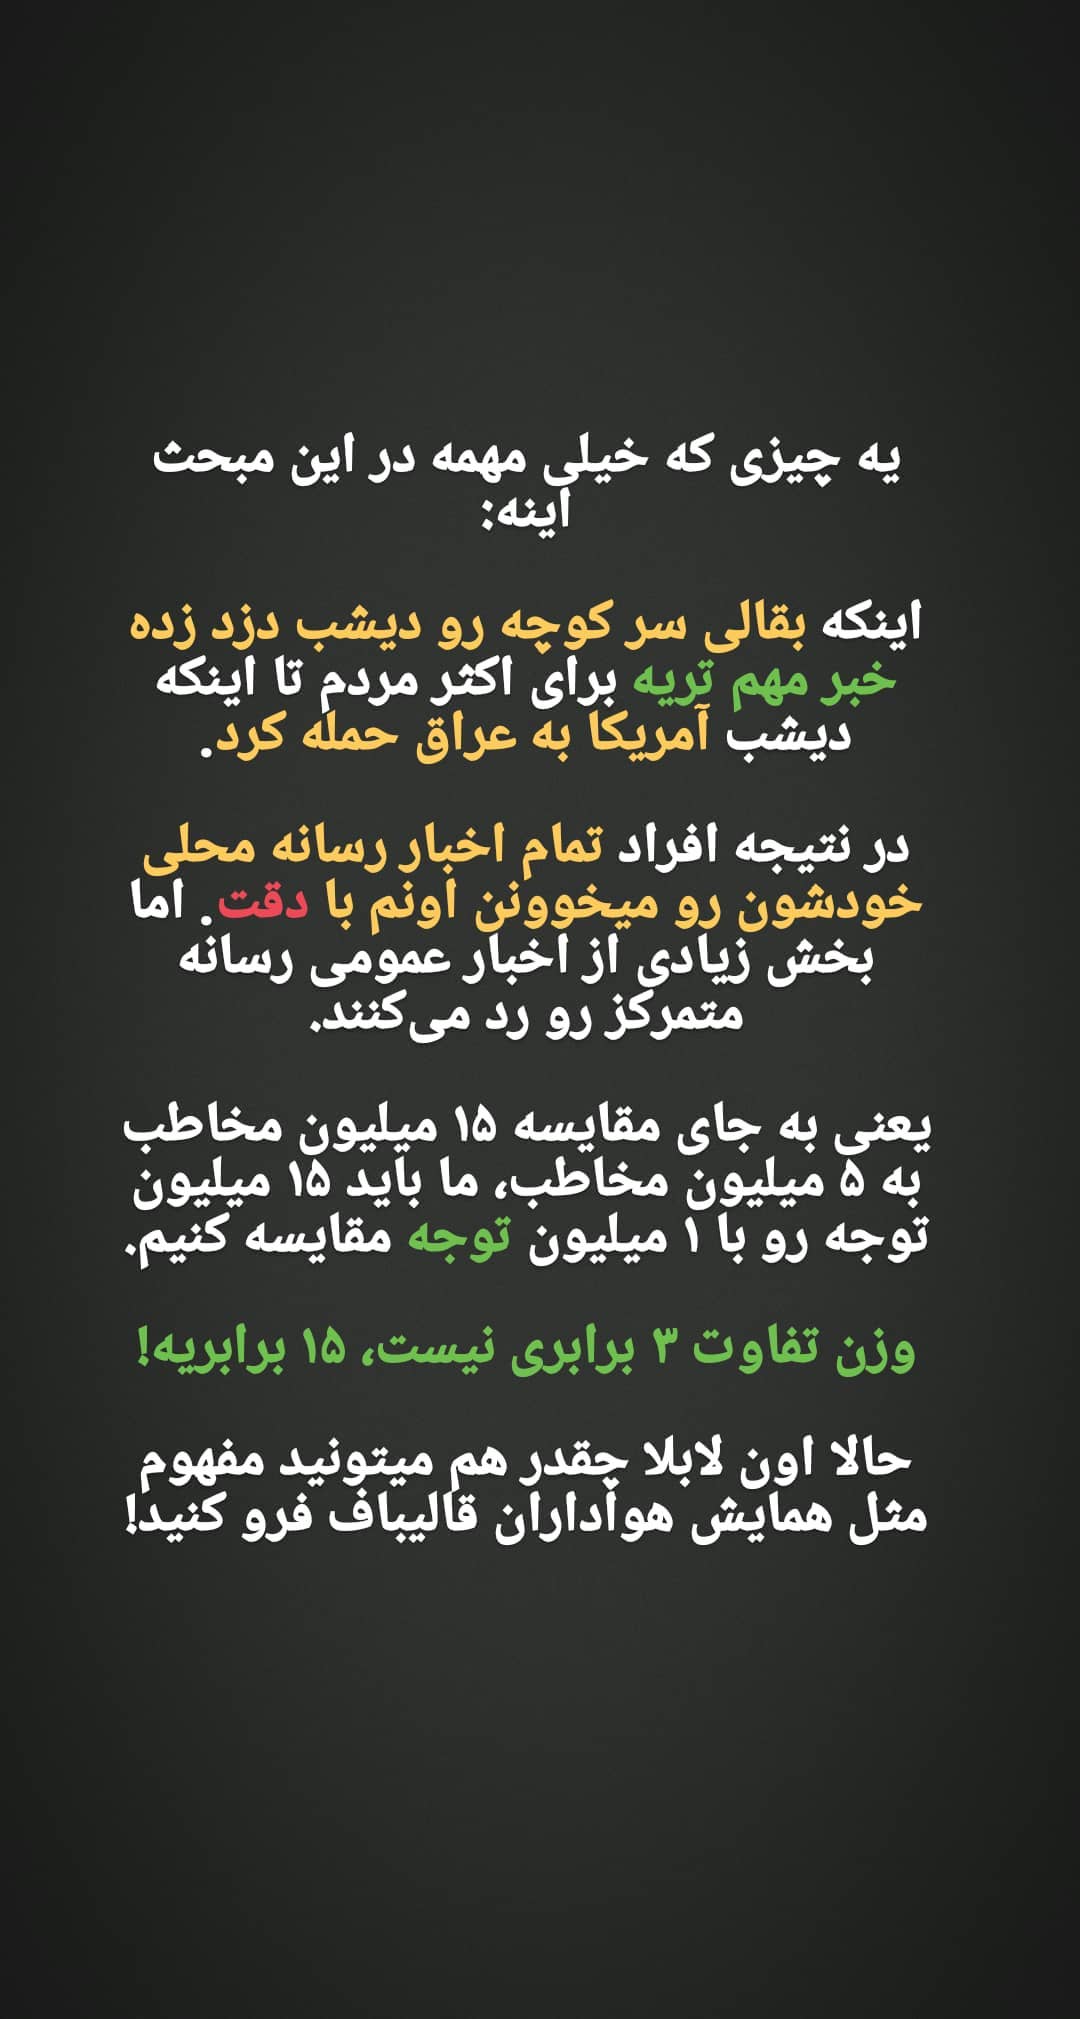 یه چیزی که خیلی مهمه در این مبحث
اینه:
اینکه بقالی سر کوچه رو دیشب دزد زده
خبر مهم تریه برای اکثر مردم تا اینکه
دیشب آمریکا به عراق حمله کرد.
در نتیجه افراد تمام اخبار رسانه محلی
خودشون رو میخوونن اونم با دقت. اما
بخش زیادی از اخبار عمومی رسانه
متمرکز رو رد می‌کنند.
یعنی به جای مقایسه ۱۵ میلیون مخاطب
به ۵ میلیون مخاطب، ما باید ۱۵ میلیون
توجه رو با ۱ میلیون توجه مقایسه کنیم.
وزن تفاوت ۳ برابری نیست، ۱۵ برابریه!
حالا اون لابلا چقدر هم میتونید مفهوم
مثل همایش هواداران قالیباف فرو کنید!